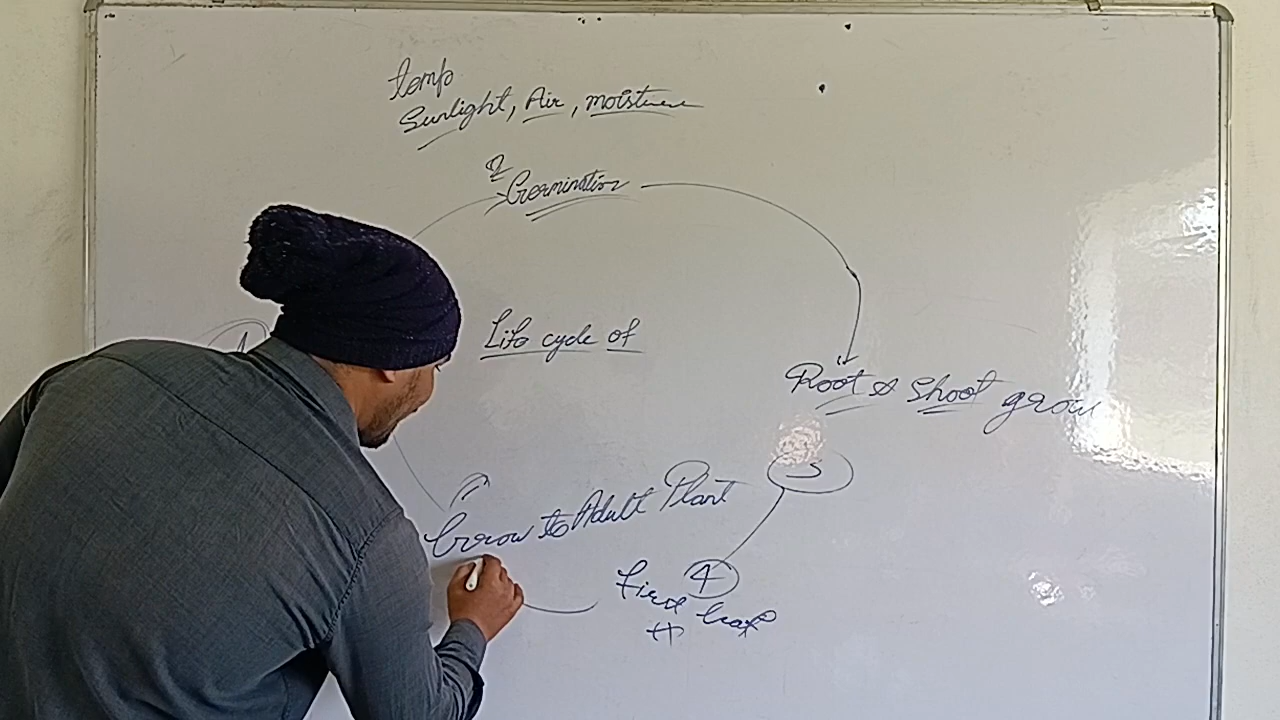 temp
Sunlight, Air, moisture
2
Germination
Life cycle of
Root & Shoot grow
3
Grow to Adult Plant
4
first leaf